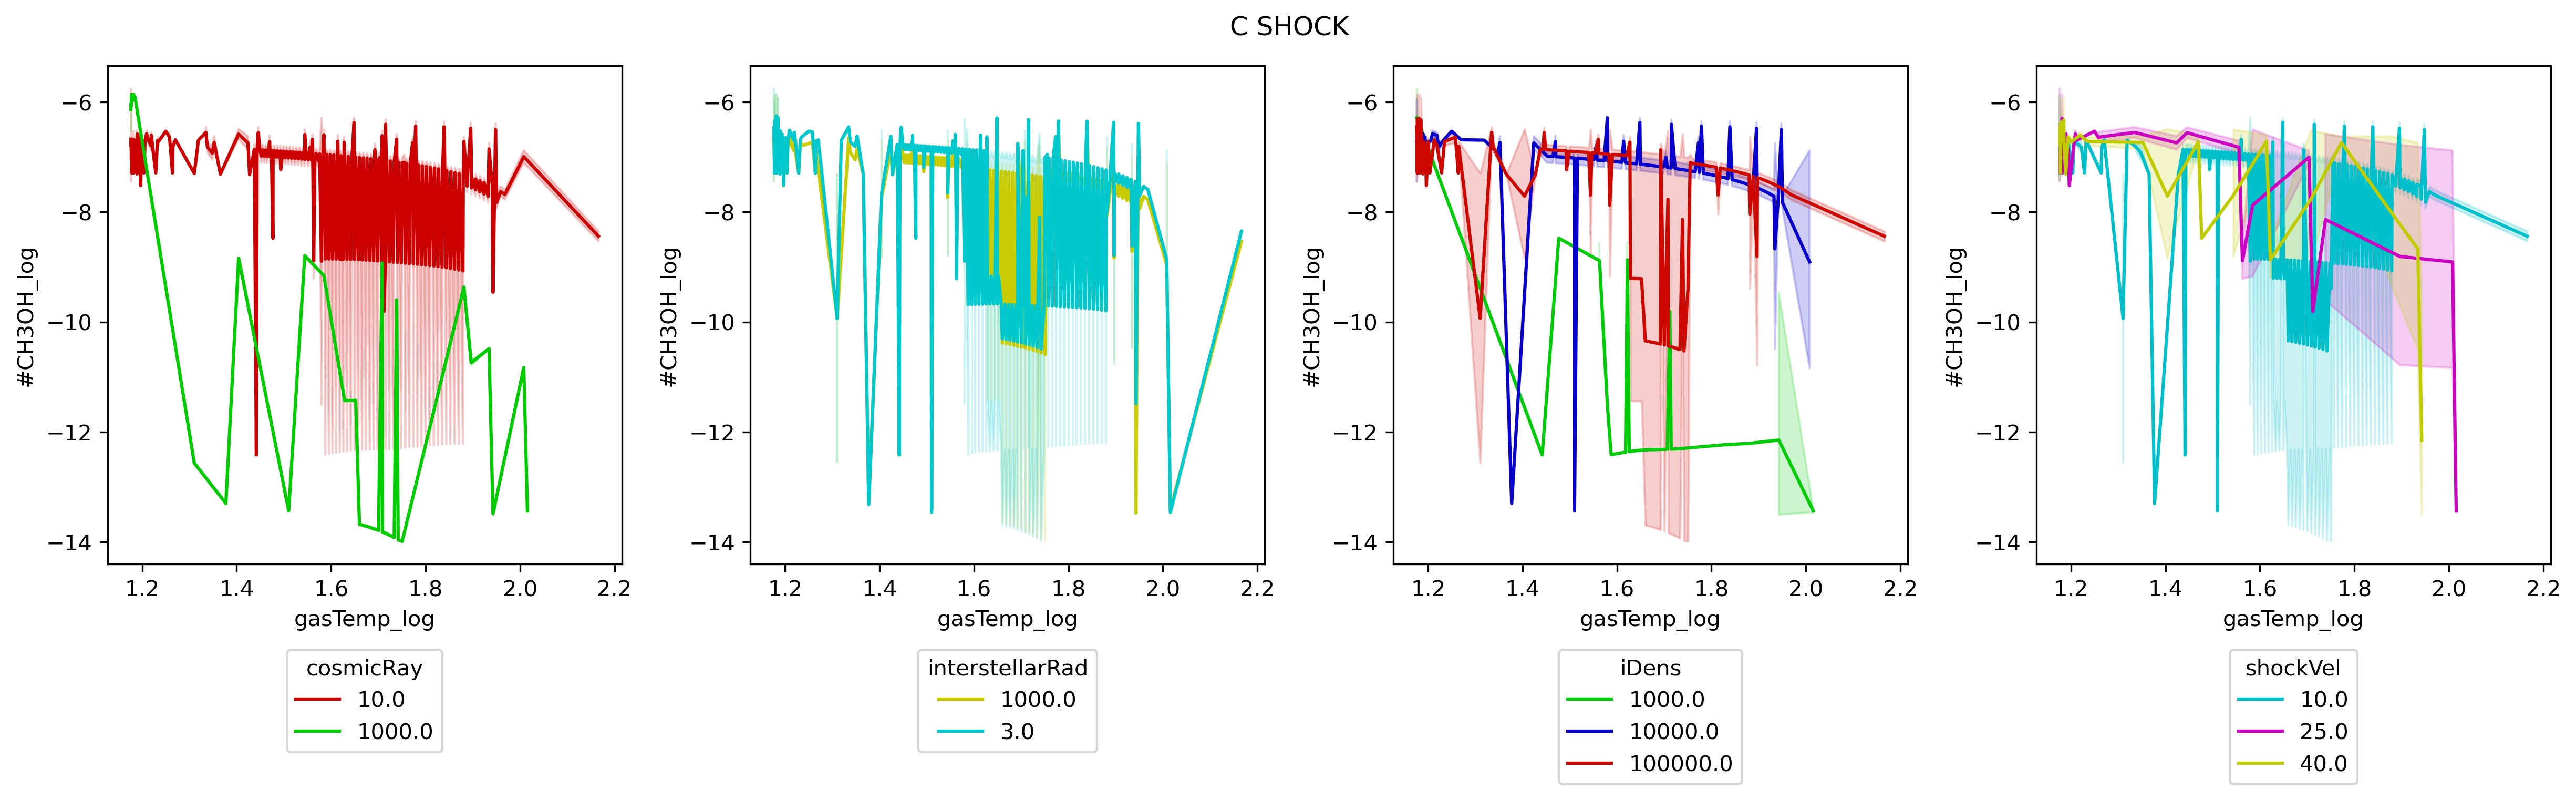 C SHOCK
#CH3OH_log
−6
−8
−10
−12
−14
1.2 1.4 1.6 1.8 2.0 2.2
gasTemp_log
cosmicRay
10.0
1000.0
#CH3OH_log
−6
−8
−10
−12
−14
1.2 1.4 1.6 1.8 2.0 2.2
gasTemp_log
interstellarRad
1000.0
3.0
#CH3OH_log
−6
−8
−10
−12
−14
1.2 1.4 1.6 1.8 2.0 2.2
gasTemp_log
iDens
1000.0
10000.0
100000.0
#CH3OH_log
−6
−8
−10
−12
−14
1.2 1.4 1.6 1.8 2.0 2.2
gasTemp_log
shockVel
10.0
25.0
40.0